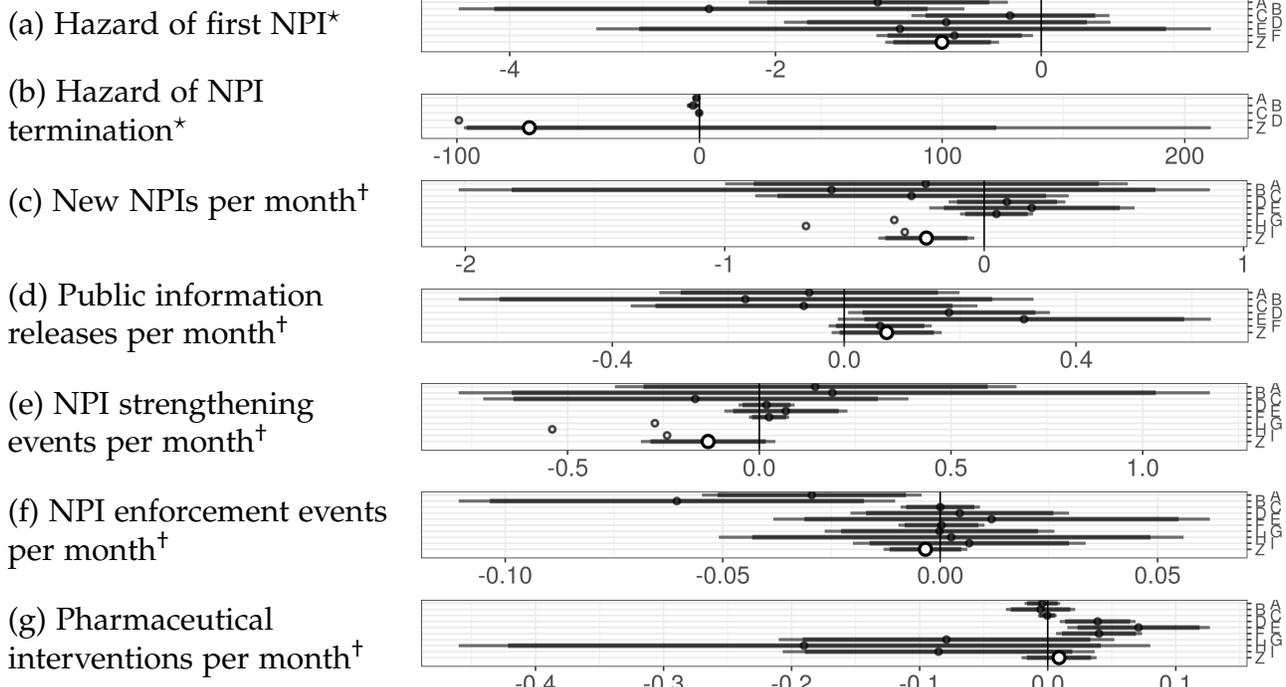 (a) Hazard of first NPI⋆
A
B
C
D
E
F
Z
-4 -2 0
(b) Hazard of NPI
termination⋆
A
B
C
D
Z
-100 0 100 200
(c) New NPIs per month†
A
B
C
D
E
F
G
H
I
Z
-2 -1 0 1
(d) Public information
releases per month†
A
B
C
D
E
F
Z
-0.4 0.0 0.4
(e) NPI strengthening
events per month†
A
B
C
D
E
F
G
H
I
Z
-0.5 0.0 0.5 1.0
(f) NPI enforcement events
per month†
A
B
C
D
E
F
G
H
I
Z
-0.10 -0.05 0.00 0.05
(g) Pharmaceutical
interventions per month†
A
B
C
D
E
F
G
H
I
Z
-0.4 -0.3 -0.2 -0.1 0.0 0.1